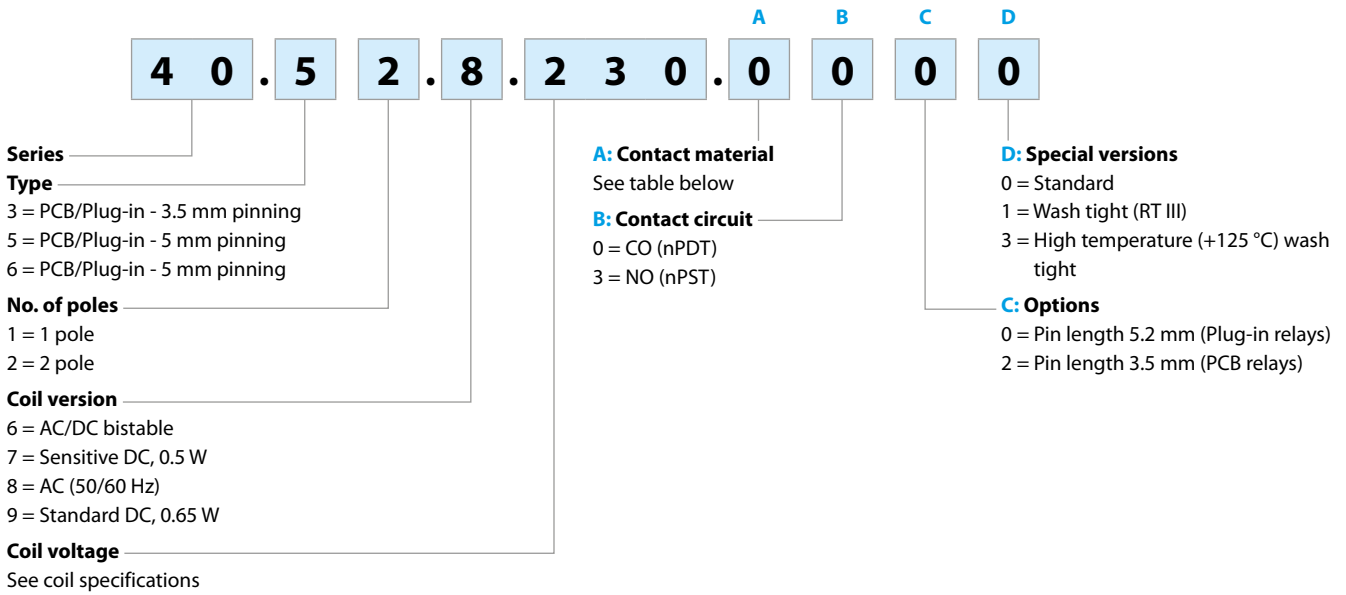 A B C D
4 0 . 5 2 . 8 . 2 3 0 . 0 0 0 0
Series
Type
3 = PCB/Plug-in - 3.5 mm pinning
5 = PCB/Plug-in - 5 mm pinning
6 = PCB/Plug-in - 5 mm pinning
No. of poles
1 = 1 pole
2 = 2 pole
Coil version
6 = AC/DC bistable
7 = Sensitive DC, 0.5 W
8 = AC (50/60 Hz)
9 = Standard DC, 0.65 W
Coil voltage
See coil specifications
A: Contact material
See table below
B: Contact circuit
0 = CO (nPDT)
3 = NO (nPST)
D: Special versions
0 = Standard
1 = Wash tight (RT III)
3 = High temperature (+125 °C) wash
tight
C: Options
0 = Pin length 5.2 mm (Plug-in relays)
2 = Pin length 3.5 mm (PCB relays)